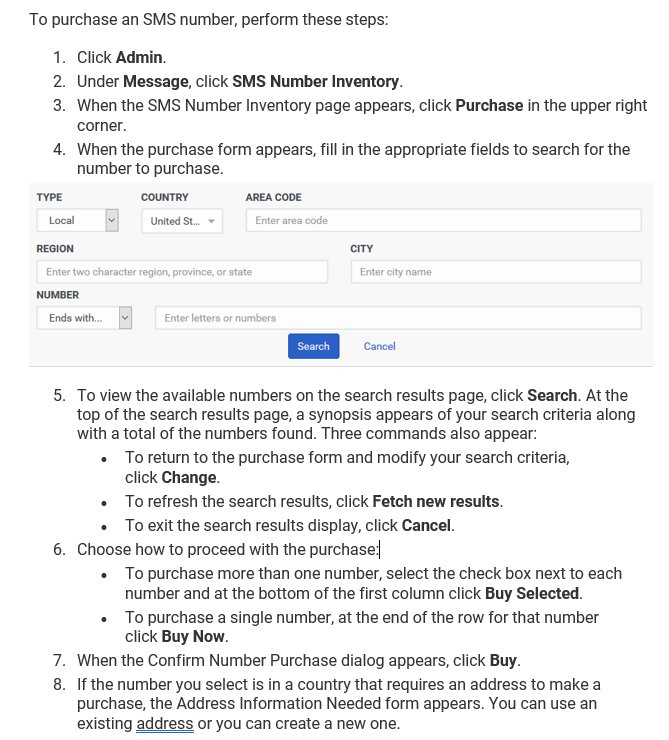 To purchase an SMS number, perform these steps:
1. Click Admin.
2. Under Message, click SMS Number Inventory.
3. When the SMS Number Inventory page appears, click Purchase in the upper right
corner.
4. When the purchase form appears, fill in the appropriate fields to search for the
number to purchase.
TYPE COUNTRY AREA CODE
Local United St... Enter area code
REGION CITY
Enter two character region, province, or state Enter city name
NUMBER
Ends with... Enter letters or numbers
Search Cancel
5. To view the available numbers on the search results page, click Search. At the
top of the search results page, a synopsis appears of your search criteria along
with a total of the numbers found. Three commands also appear:
• To return to the purchase form and modify your search criteria,
click Change.
• To refresh the search results, click Fetch new results.
• To exit the search results display, click Cancel.
6. Choose how to proceed with the purchase:
• To purchase more than one number, select the check box next to each
number and at the bottom of the first column click Buy Selected.
• To purchase a single number, at the end of the row for that number
click Buy Now.
7. When the Confirm Number Purchase dialog appears, click Buy.
8. If the number you select is in a country that requires an address to make a
purchase, the Address Information Needed form appears. You can use an
existing address or you can create a new one.